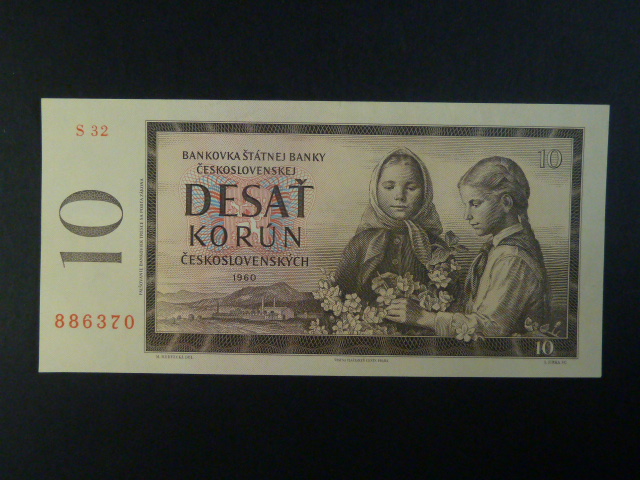 S 32
10
886370
BANKOVKA ŠTÁTNEJ BANKY
ČESKOSLOVENSKEJ
DESAŤ
KORÚN
ČESKOSLOVENSKÝCH
1960
10
10